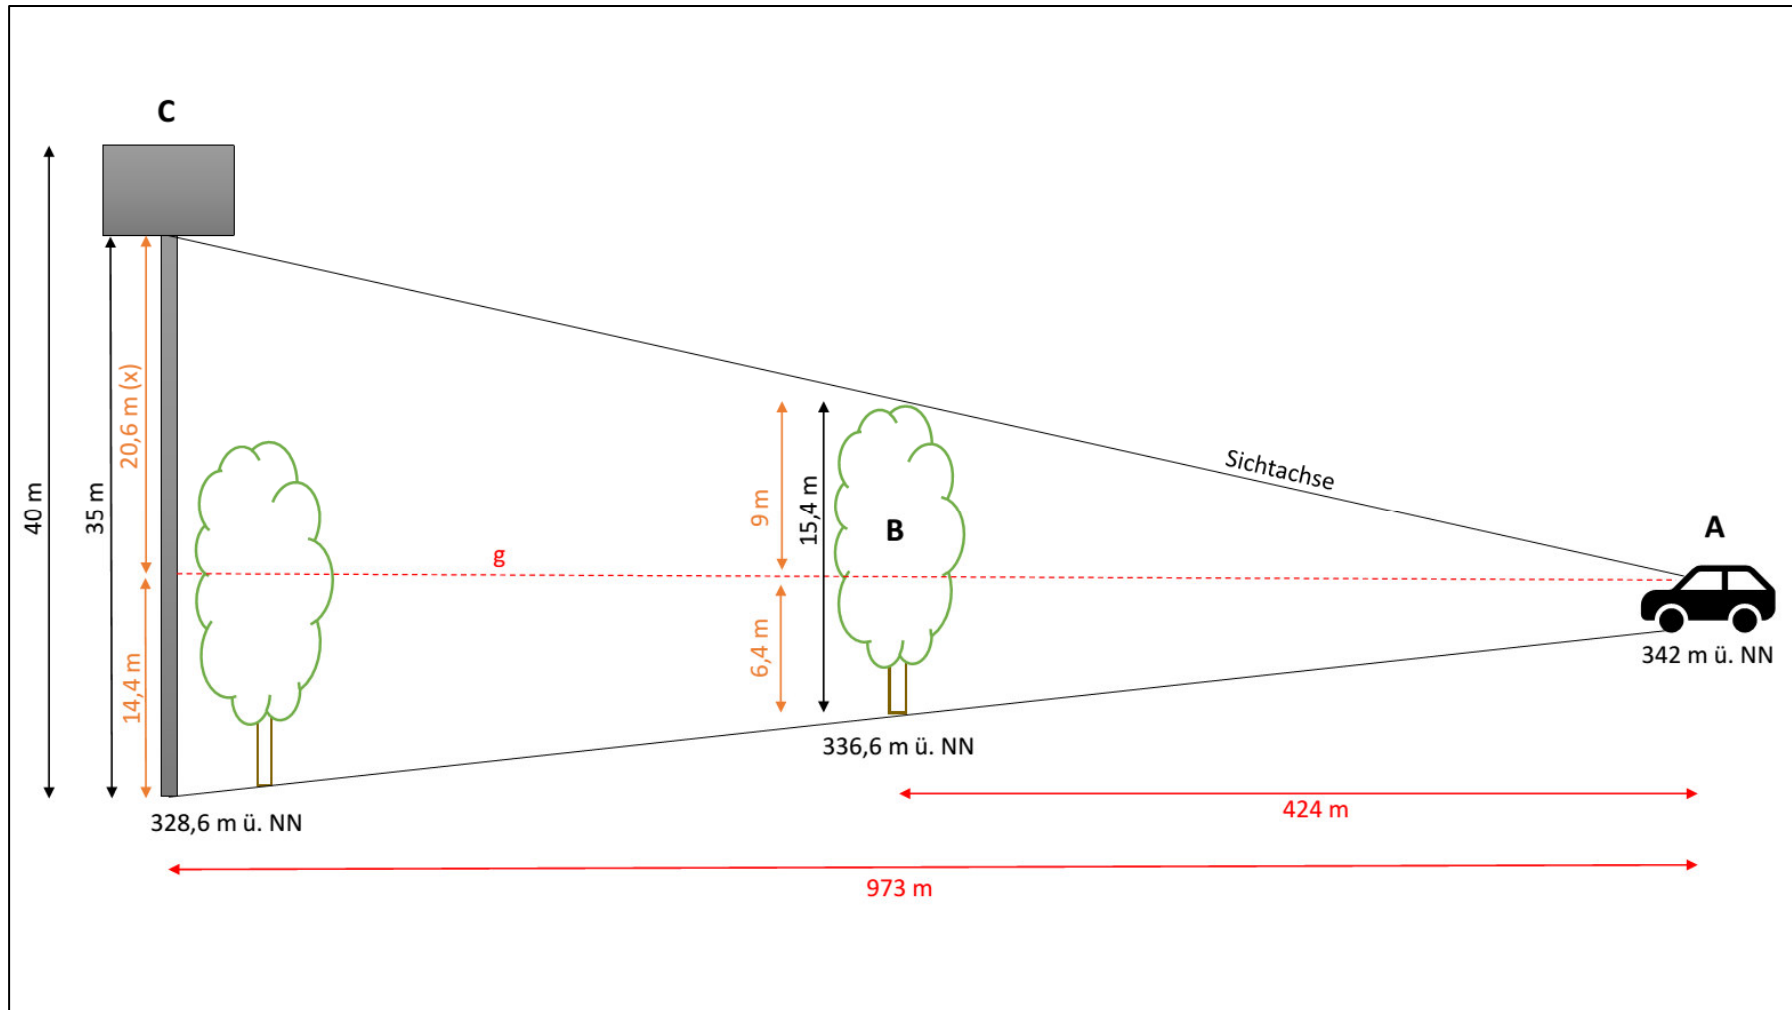 C
40 m
35 m
20,6 m (x)
14,4 m
g
9 m
15,4 m
6,4 m
B
Sichtachse
A
342 m ü. NN
336,6 m ü. NN
328,6 m ü. NN
424 m
973 m